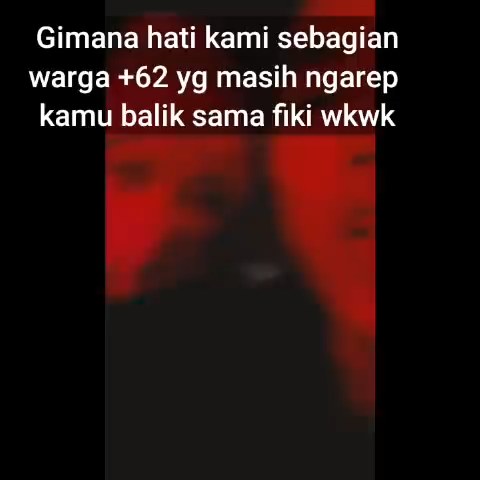 Gimana hati kami sebagian
warga +62 yg masih ngarep
kamu balik sama fiki wkwk